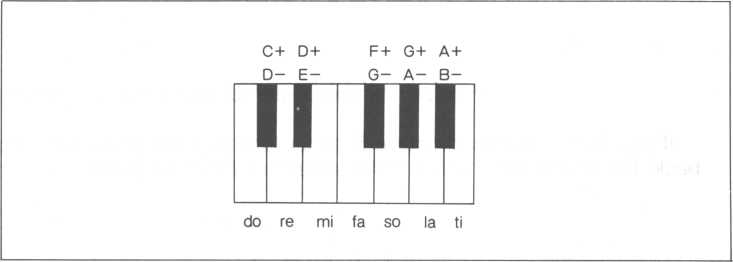 C+ D+ F+ G+ A+
D− E− G− A− B−
do re mi fa so la ti